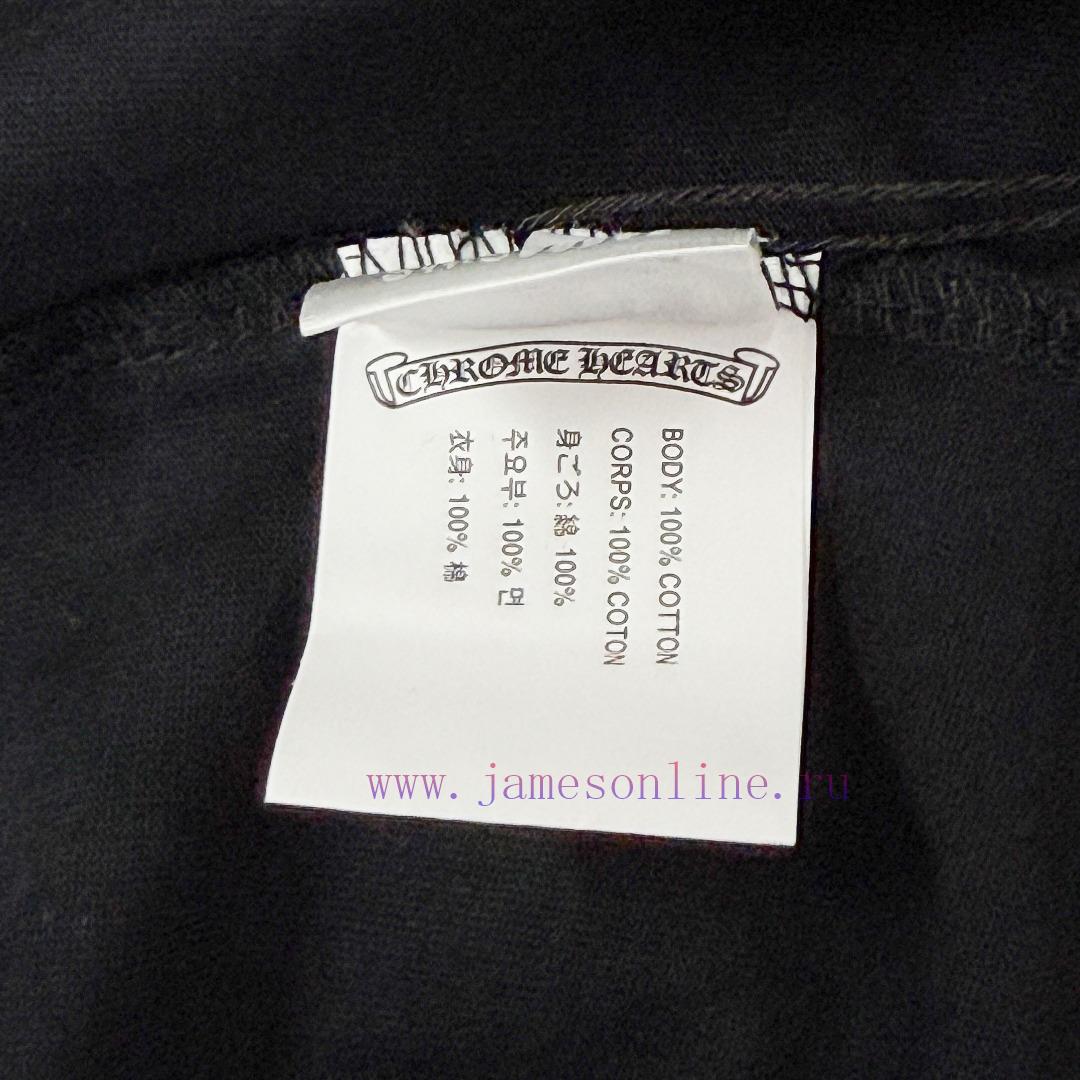 CHROME HEARTS
BODY: 100% COTTON
CORPS: 100% COTON
身ごろ: 綿 100%
주요부: 100% 면
衣身: 100% 棉
www.jamesonline.ru